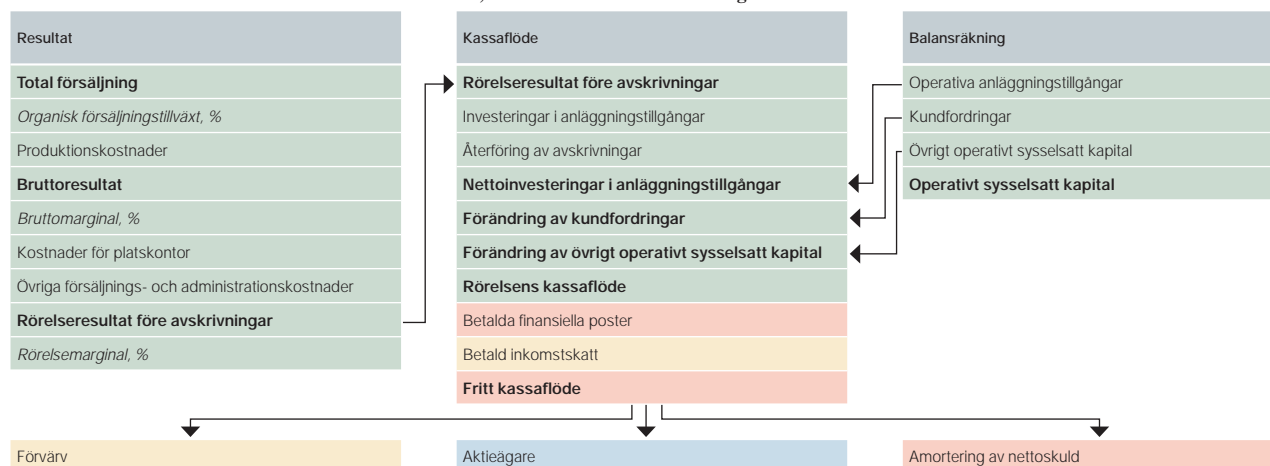 Resultat
Total försäljning
Organisk försäljningstillväxt, %
Produktionskostnader
Bruttoresultat
Bruttomarginal, %
Kostnader för platskontor
Övriga försäljnings- och administrationskostnader
Rörelseresultat före avskrivningar
Rörelsemarginal, %
Kassaflöde
Rörelseresultat före avskrivningar
Investeringar i anläggningstillgångar
Återföring av avskrivningar
Nettoinvesteringar i anläggningstillgångar
Förändring av kundfordringar
Förändring av övrigt operativt sysselsatt kapital
Rörelsens kassaflöde
Betalda finansiella poster
Betald inkomstskatt
Fritt kassaflöde
Balansräkning
Operativa anläggningstillgångar
Kundfordringar
Övrigt operativt sysselsatt kapital
Operativt sysselsatt kapital
Förvärv
Aktieägare
Amortering av nettoskuld